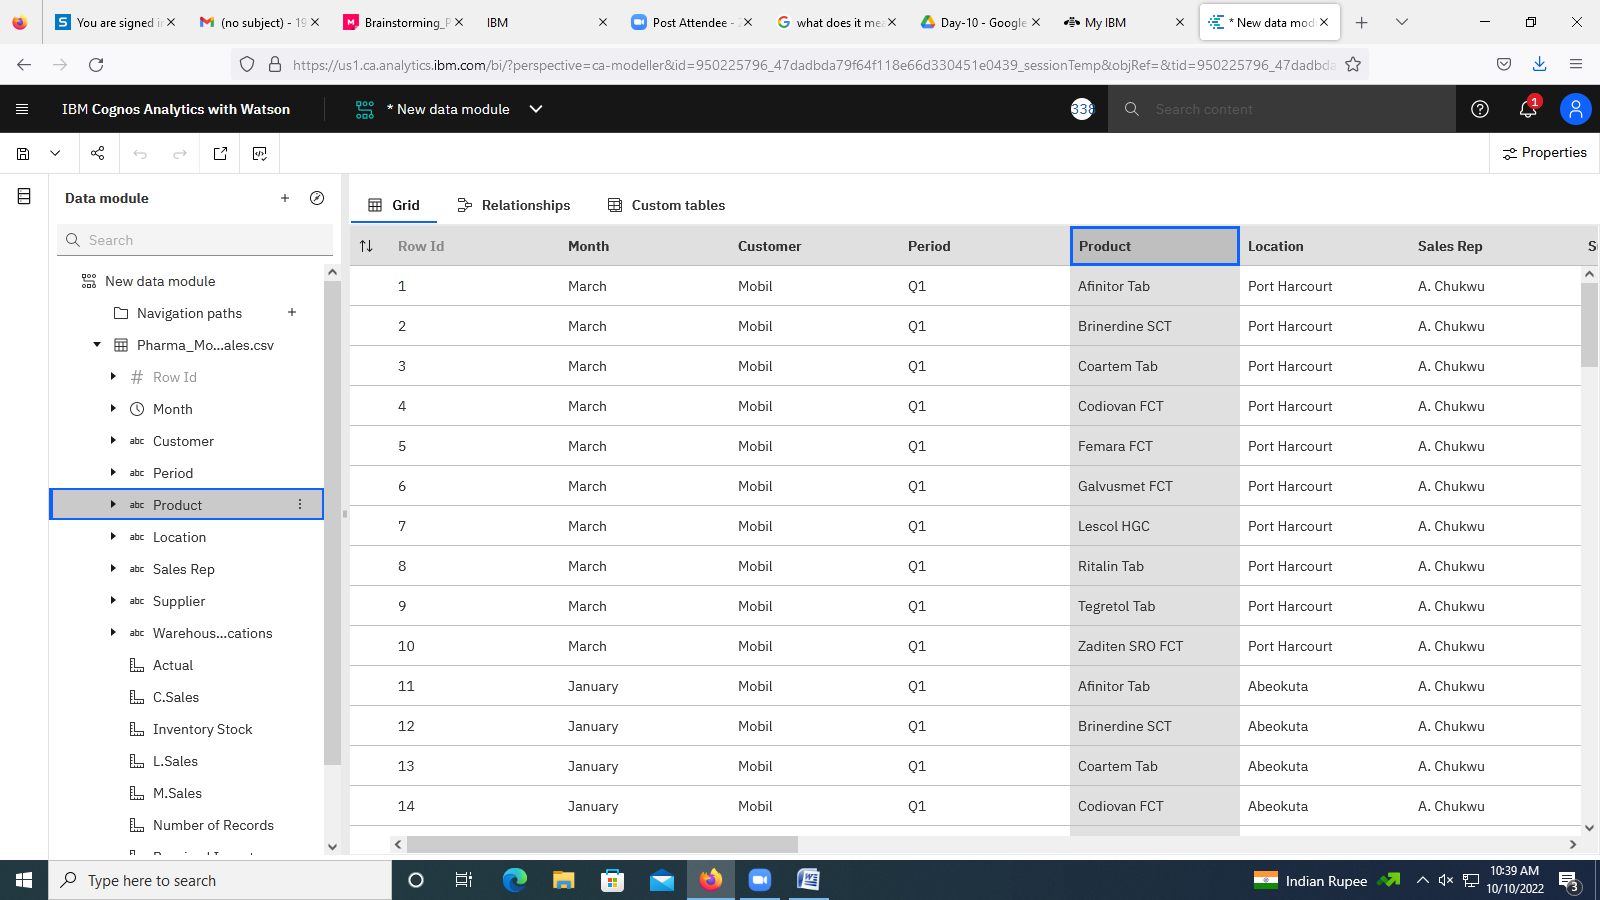 You are signed i
(no subject) - 19
Brainstorming_P
IBM
Post Attendee - Z
what does it mea
Day-10 - Google
My IBM
* New data mod
https://us1.ca.analytics.ibm.com/bi/?perspective=ca-modeller&id=950225796_47dadbda79f64f118e66d330451e0439_sessionTemp&objRef=&tid=950225796_47dadbda
IBM Cognos Analytics with Watson
* New data module
338
Search content
1
Properties
Data module
Search
New data module
Navigation paths
Pharma_Mo...ales.csv
# Row Id
Month
abc Customer
abc Period
abc Product
abc Location
abc Sales Rep
abc Supplier
abc Warehous...cations
Actual
C.Sales
Inventory Stock
L.Sales
M.Sales
Number of Records
Grid Relationships Custom tables
Row Id Month Customer Period Product Location Sales Rep S
1 March Mobil Q1 Afinitor Tab Port Harcourt A. Chukwu
2 March Mobil Q1 Brinerdine SCT Port Harcourt A. Chukwu
3 March Mobil Q1 Coartem Tab Port Harcourt A. Chukwu
4 March Mobil Q1 Codiovan FCT Port Harcourt A. Chukwu
5 March Mobil Q1 Femara FCT Port Harcourt A. Chukwu
6 March Mobil Q1 Galvusmet FCT Port Harcourt A. Chukwu
7 March Mobil Q1 Lescol HGC Port Harcourt A. Chukwu
8 March Mobil Q1 Ritalin Tab Port Harcourt A. Chukwu
9 March Mobil Q1 Tegretol Tab Port Harcourt A. Chukwu
10 March Mobil Q1 Zaditen SRO FCT Port Harcourt A. Chukwu
11 January Mobil Q1 Afinitor Tab Abeokuta A. Chukwu
12 January Mobil Q1 Brinerdine SCT Abeokuta A. Chukwu
13 January Mobil Q1 Coartem Tab Abeokuta A. Chukwu
14 January Mobil Q1 Codiovan FCT Abeokuta A. Chukwu
Type here to search
Indian Rupee
10:39 AM
10/10/2022
3